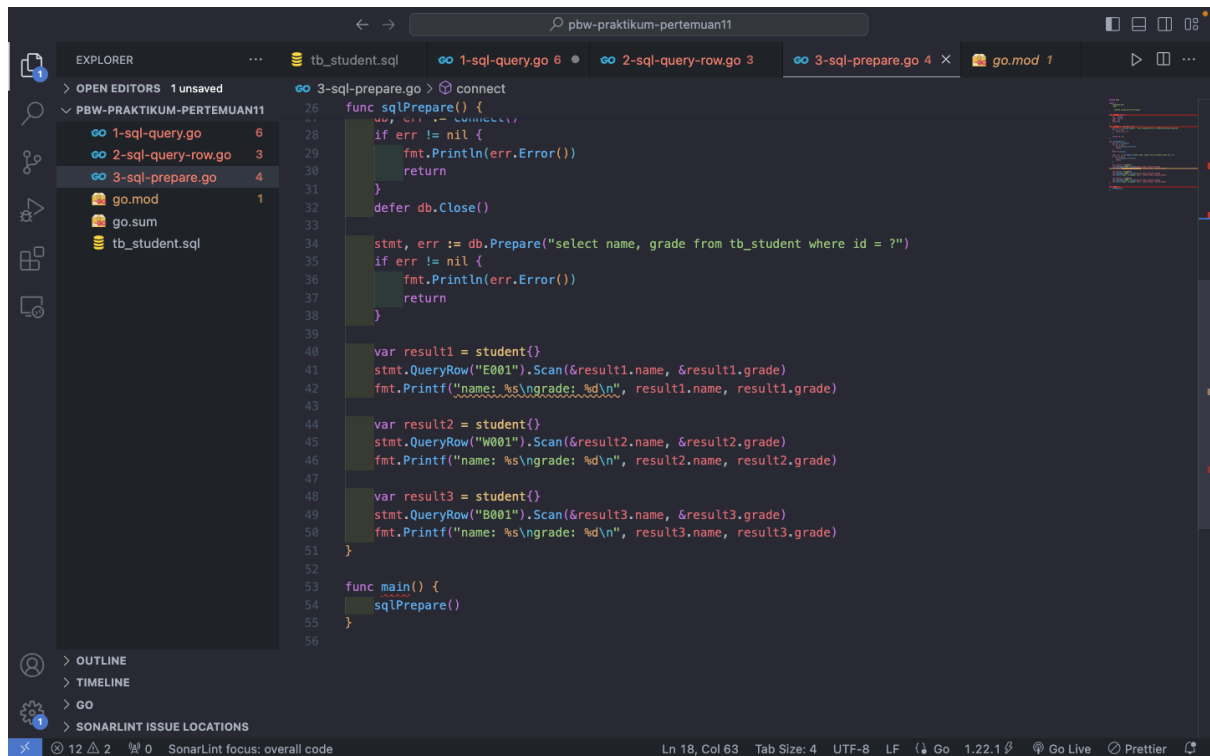 pbw-praktikum-pertemuan11
EXPLORER
tb_student.sql
1-sql-query.go 6
2-sql-query-row.go 3
3-sql-prepare.go 4
go.mod 1
OPEN EDITORS 1 unsaved
PBW-PRAKTIKUM-PERTEMUAN11
1-sql-query.go 6
2-sql-query-row.go 3
3-sql-prepare.go 4
go.mod 1
go.sum
tb_student.sql
OUTLINE
TIMELINE
GO
SONARLINT ISSUE LOCATIONS
3-sql-prepare.go > connect
26 func sqlPrepare() {
27 db, err := connect()
28 if err != nil {
29 fmt.Println(err.Error())
30 return
31 }
32 defer db.Close()
33
34 stmt, err := db.Prepare("select name, grade from tb_student where id = ?")
35 if err != nil {
36 fmt.Println(err.Error())
37 return
38 }
39
40 var result1 = student{}
41 stmt.QueryRow("E001").Scan(&result1.name, &result1.grade)
42 fmt.Printf("name: %s\ngrade: %d\n", result1.name, result1.grade)
43
44 var result2 = student{}
45 stmt.QueryRow("W001").Scan(&result2.name, &result2.grade)
46 fmt.Printf("name: %s\ngrade: %d\n", result2.name, result2.grade)
47
48 var result3 = student{}
49 stmt.QueryRow("B001").Scan(&result3.name, &result3.grade)
50 fmt.Printf("name: %s\ngrade: %d\n", result3.name, result3.grade)
51 }
52
53 func main() {
54 sqlPrepare()
55 }
56
1
1
12 2 0 SonarLint focus: overall code Ln 18, Col 63 Tab Size: 4 UTF-8 LF Go 1.22.1 Go Live Prettier